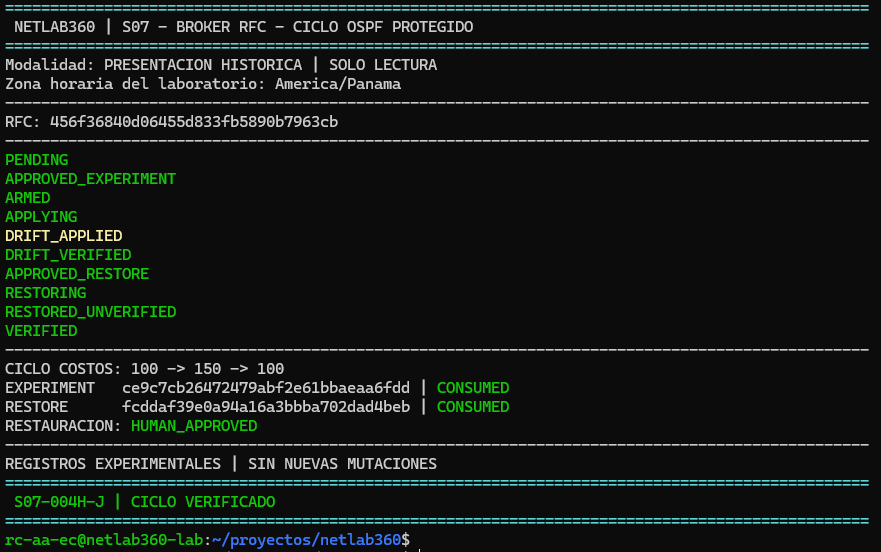 ================================================================================================
NETLAB360 | S07 - BROKER RFC - CICLO OSPF PROTEGIDO
================================================================================================
Modalidad: PRESENTACION HISTORICA | SOLO LECTURA
Zona horaria del laboratorio: America/Panama
------------------------------------------------------------------------------------------------
RFC: 456f36840d06455d833fb5890b7963cb
------------------------------------------------------------------------------------------------
PENDING
APPROVED_EXPERIMENT
ARMED
APPLYING
DRIFT_APPLIED
DRIFT_VERIFIED
APPROVED_RESTORE
RESTORING
RESTORED_UNVERIFIED
VERIFIED
------------------------------------------------------------------------------------------------
CICLO COSTOS: 100 -> 150 -> 100
EXPERIMENT   ce9c7cb26472479abf2e61bbaeaa6fdd | CONSUMED
RESTORE      fcddaf39e0a94a16a3bbba702dad4beb | CONSUMED
RESTAURACION: HUMAN_APPROVED
------------------------------------------------------------------------------------------------
REGISTROS EXPERIMENTALES | SIN NUEVAS MUTACIONES
================================================================================================
S07-004H-J | CICLO VERIFICADO
================================================================================================
rc-aa-ec@netlab360-lab:~/proyectos/netlab360$